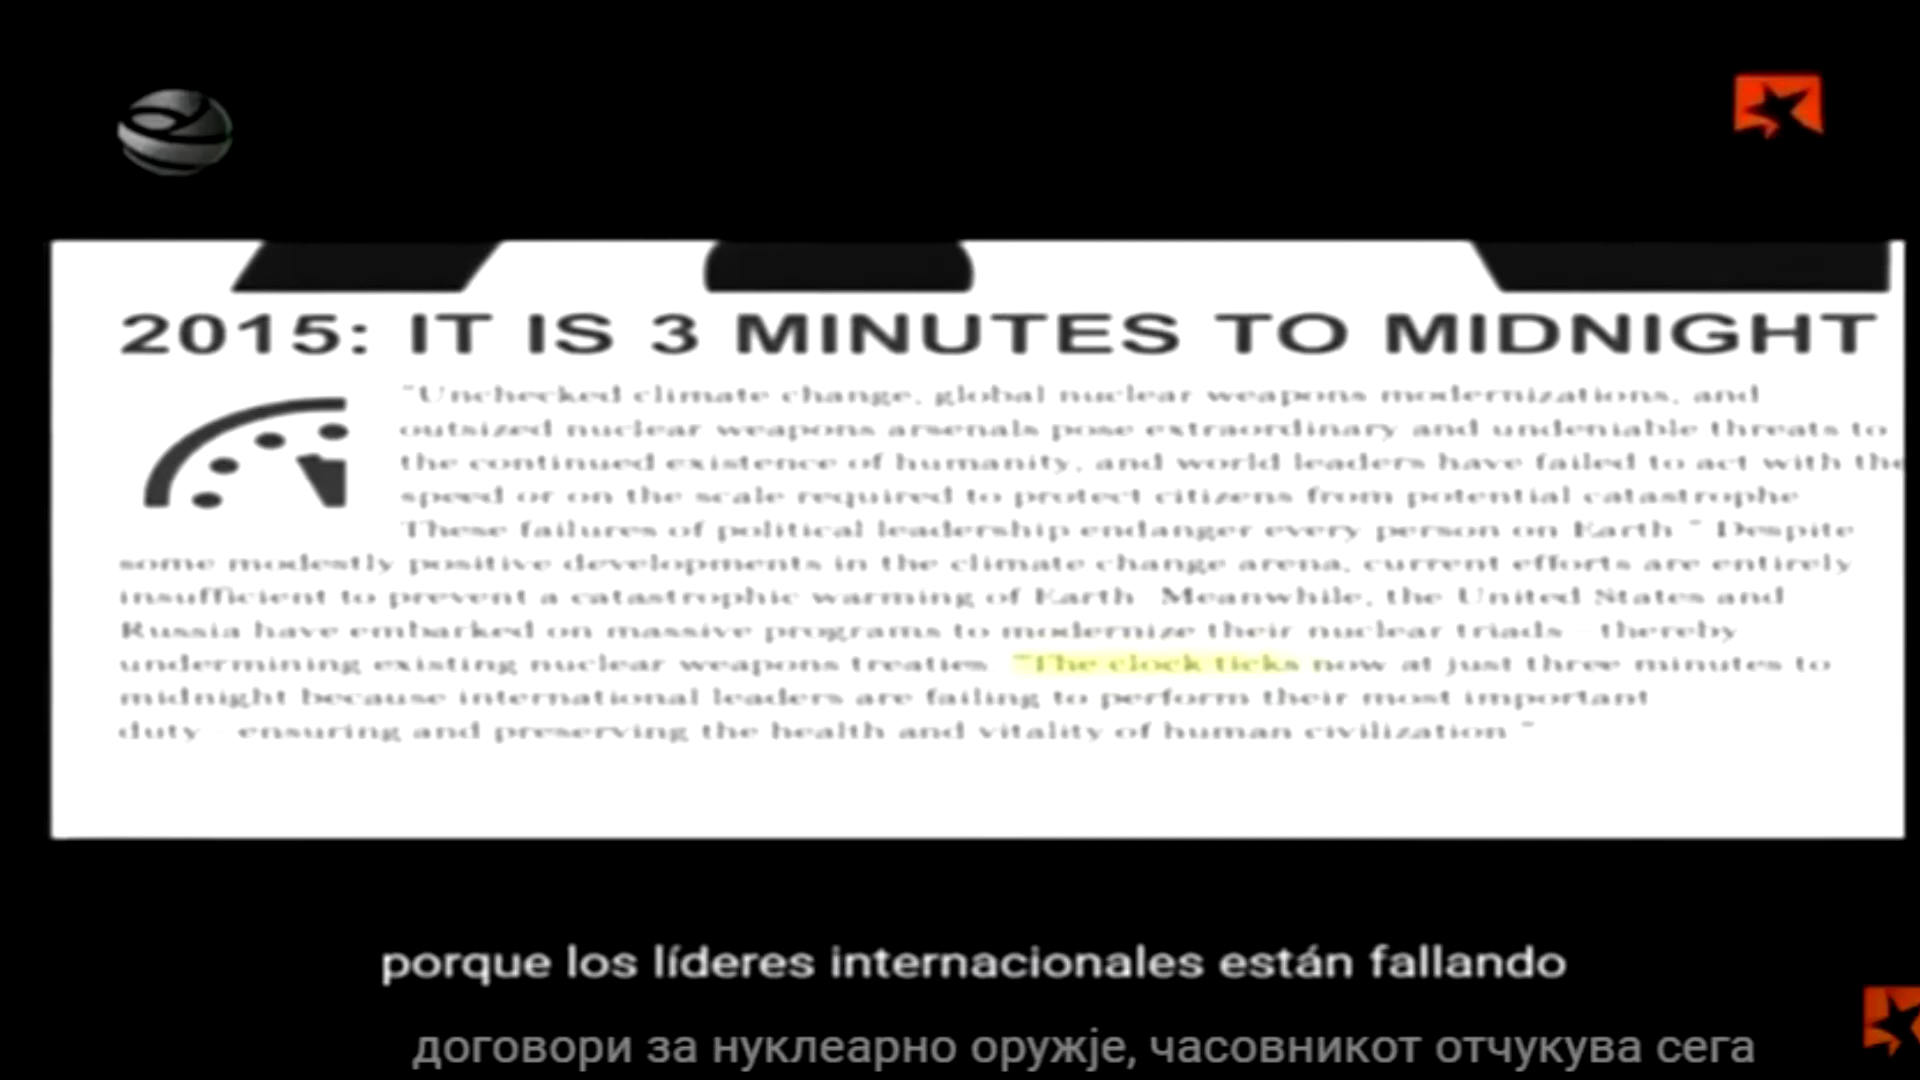 2015: IT IS 3 MINUTES TO MIDNIGHT
"Unchecked climate change, global nuclear weapons modernizations, and
outsized nuclear weapons arsenals pose extraordinary and undeniable threats to
the continued existence of humanity, and world leaders have failed to act with the
speed or on the scale required to protect citizens from potential catastrophe
These failures of political leadership endanger every person on Earth " Despite
some modestly positive developments in the climate change arena, current efforts are entirely
insufficient to prevent a catastrophic warming of Earth Meanwhile, the United States and
Russia have embarked on massive programs to modernize their nuclear triads - thereby
undermining existing nuclear weapons treaties "The clock ticks now at just three minutes to
midnight because international leaders are failing to perform their most important
duty - ensuring and preserving the health and vitality of human civilization "
porque los líderes internacionales están fallando
договори за нуклеарно оружје, часовникот отчукува сега